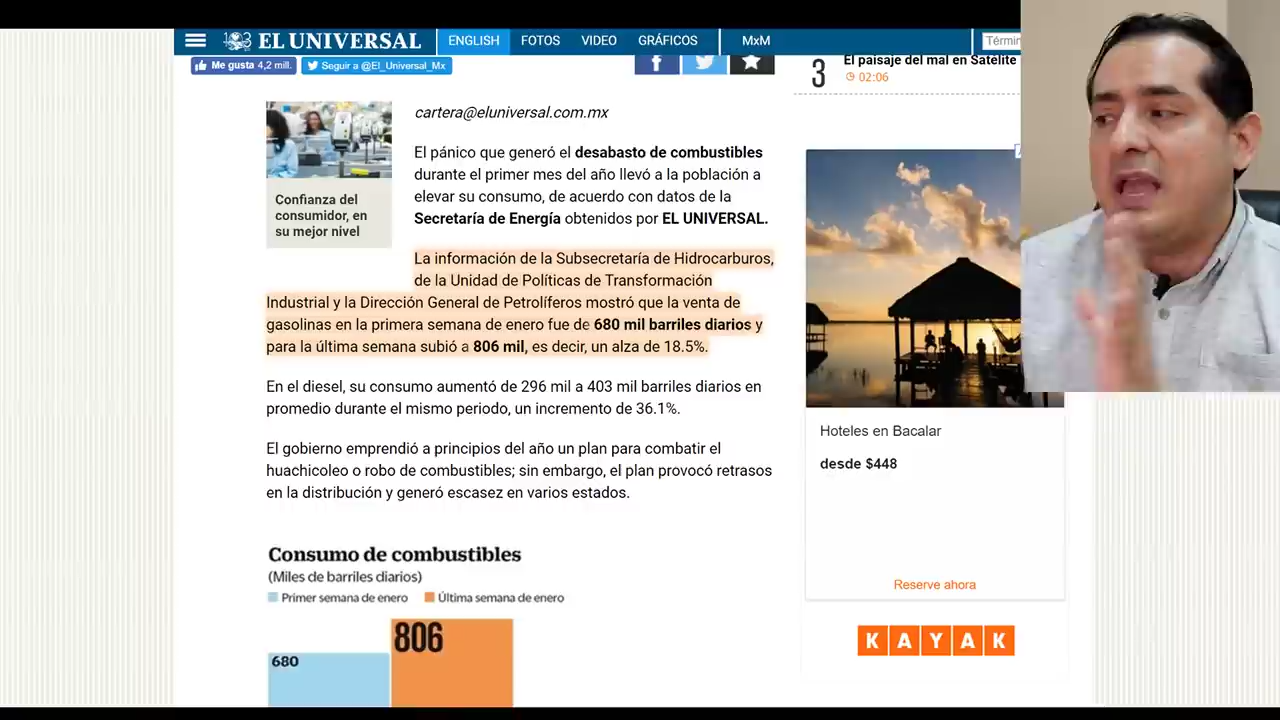 EL UNIVERSAL
ENGLISH
FOTOS
VIDEO
GRÁFICOS
MxM
Me gusta 4,2 mill.
Seguir a @El_Universal_Mx
3
El paisaje del mal en Satélite
02:06
cartera@eluniversal.com.mx
Confianza del
consumidor, en
su mejor nivel
El pánico que generó el desabasto de combustibles
durante el primer mes del año llevó a la población a
elevar su consumo, de acuerdo con datos de la
Secretaría de Energía obtenidos por EL UNIVERSAL.
La información de la Subsecretaría de Hidrocarburos,
de la Unidad de Políticas de Transformación
Industrial y la Dirección General de Petrolíferos mostró que la venta de
gasolinas en la primera semana de enero fue de 680 mil barriles diarios y
para la última semana subió a 806 mil, es decir, un alza de 18.5%.
En el diesel, su consumo aumentó de 296 mil a 403 mil barriles diarios en
promedio durante el mismo periodo, un incremento de 36.1%.
El gobierno emprendió a principios del año un plan para combatir el
huachicoleo o robo de combustibles; sin embargo, el plan provocó retrasos
en la distribución y generó escasez en varios estados.
Consumo de combustibles
(Miles de barriles diarios)
Primer semana de enero
Última semana de enero
680
806
Hoteles en Bacalar
desde $448
Reserve ahora
KAYAK